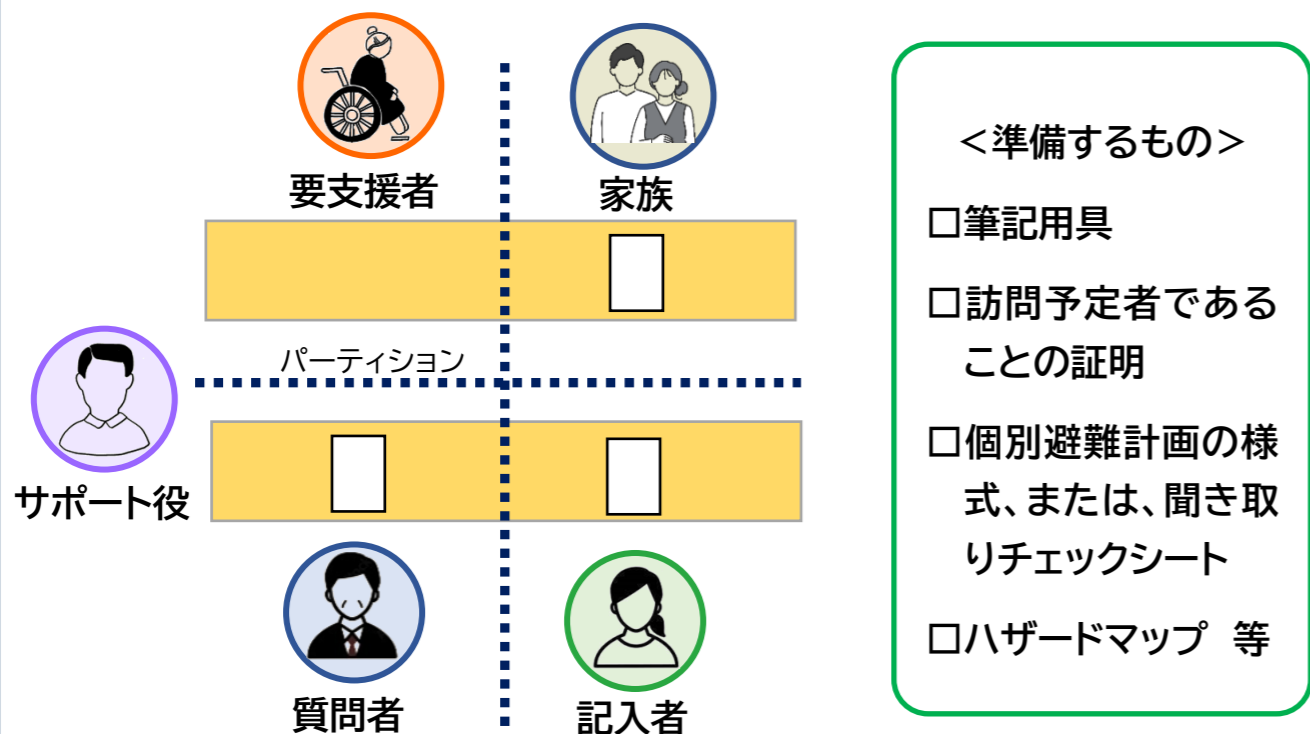 要支援者
家族
パーティション
サポート役
質問者
記入者
＜準備するもの＞
□筆記用具
□訪問予定者である
ことの証明
□個別避難計画の様
式、または、聞き取
りチェックシート
□ハザードマップ 等